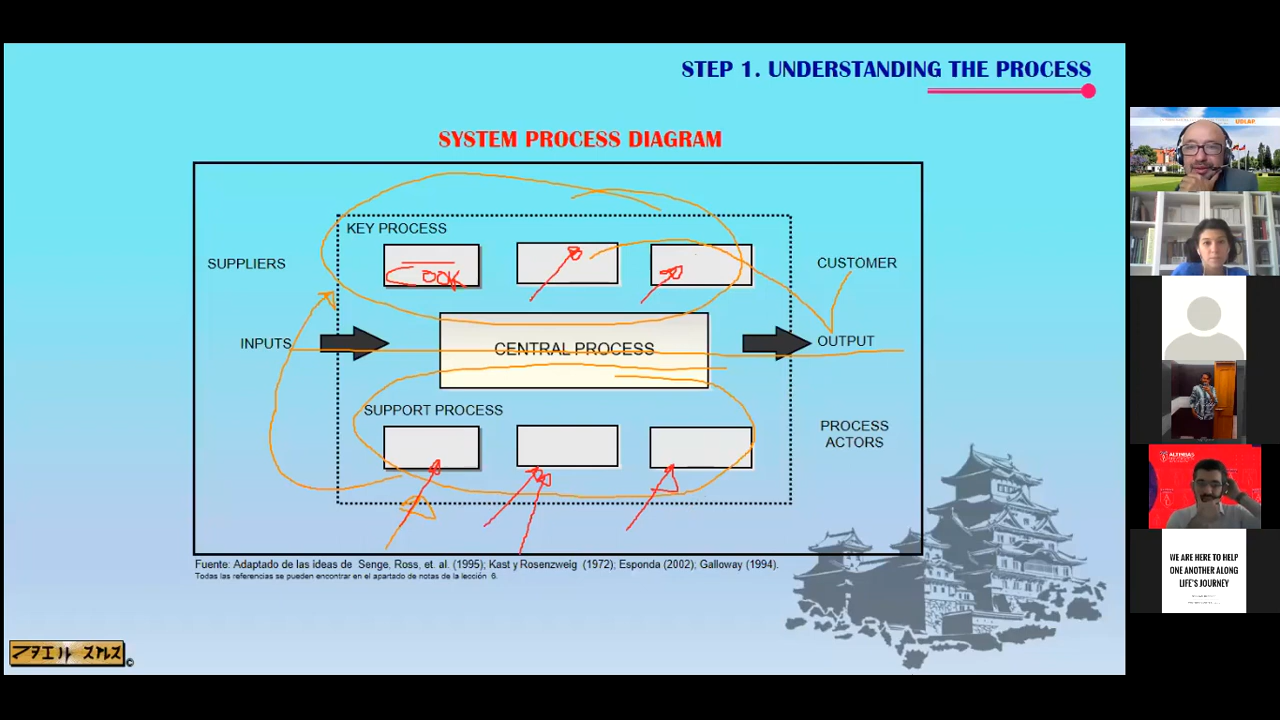 STEP 1. UNDERSTANDING THE PROCESS
SYSTEM PROCESS DIAGRAM
KEY PROCESS
SUPPLIERS
COOK
CUSTOMER
INPUTS
CENTRAL PROCESS
OUTPUT
SUPPORT PROCESS
PROCESS
ACTORS
Fuente: Adaptado de las ideas de Senge, Ross, et. al. (1995); Kast y Rosenzweig (1972); Esponda (2002); Galloway (1994).
Todas las referencias se pueden encontrar en el apartado de notas de la lección 6.
©
UDLAP
WE ARE HERE TO HELP
ONE ANOTHER ALONG
LIFE'S JOURNEY